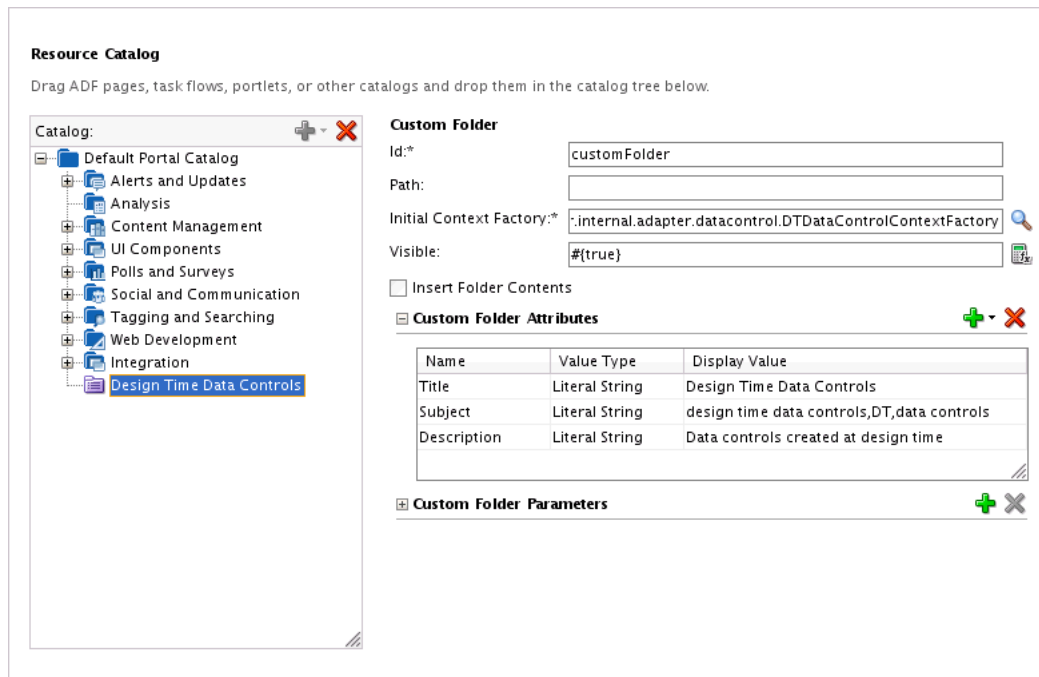 Resource Catalog
Drag ADF pages, task flows, portlets, or other catalogs and drop them in the catalog tree below.
Catalog:
Default Portal Catalog
Alerts and Updates
Analysis
Content Management
UI Components
Polls and Surveys
Social and Communication
Tagging and Searching
Web Development
Integration
Design Time Data Controls
Custom Folder
Id:* customFolder
Path:
Initial Context Factory:* r.internal.adapter.datacontrol.DTDataControlContextFactory
Visible: #{true}
Insert Folder Contents
Custom Folder Attributes
Name Value Type Display Value
Title Literal String Design Time Data Controls
Subject Literal String design time data controls,DT,data controls
Description Literal String Data controls created at design time
Custom Folder Parameters